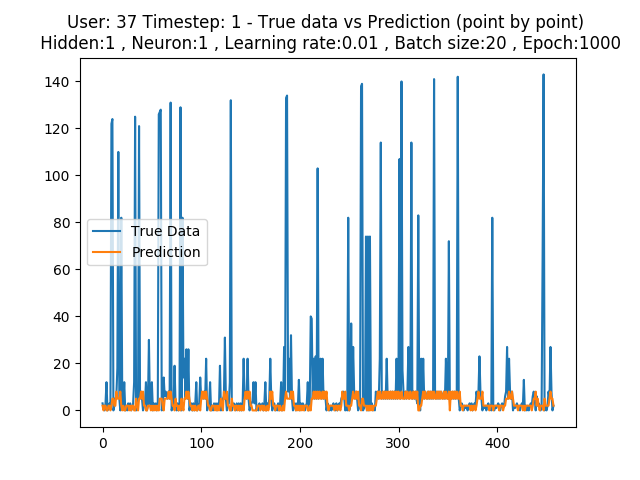 User: 37 Timestep: 1 - True data vs Prediction (point by point)
Hidden:1 , Neuron:1 , Learning rate:0.01 , Batch size:20 , Epoch:1000
140
120
100
80
60
40
20
0
True Data
Prediction
0 100 200 300 400